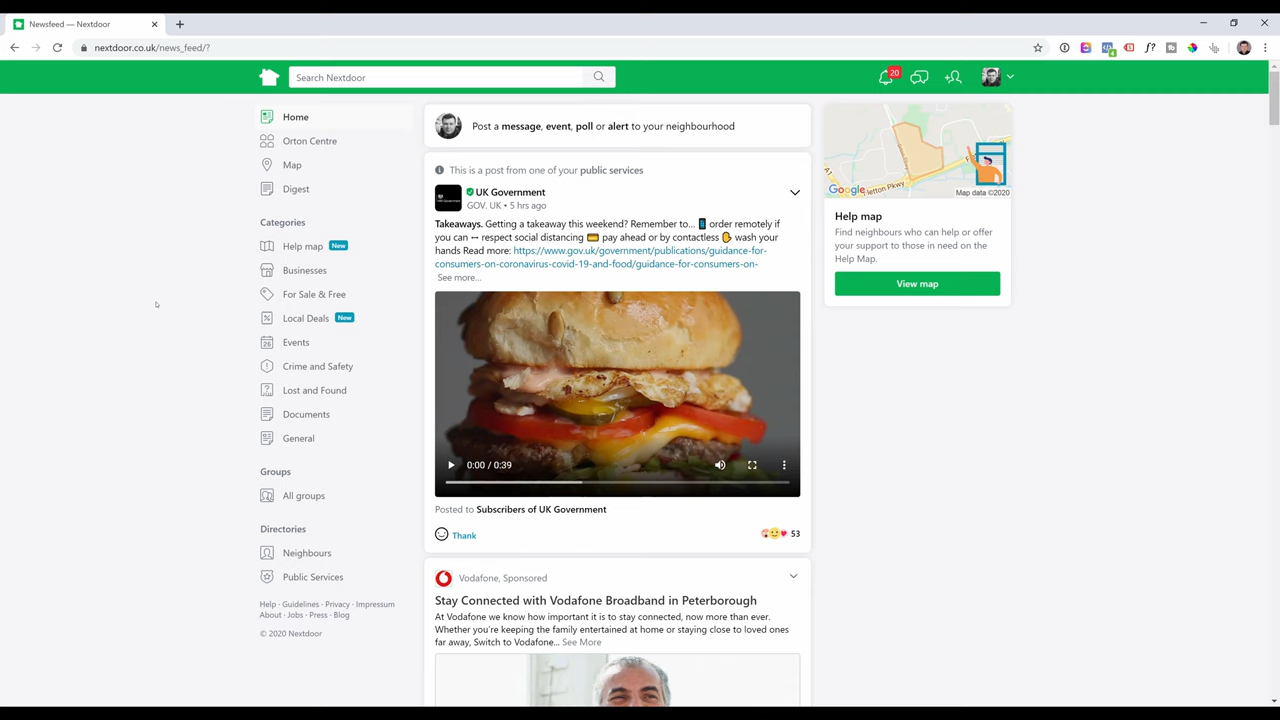 Newsfeed — Nextdoor
nextdoor.co.uk/news_feed/?
Search Nextdoor
20
Home
Orton Centre
Map
Digest
Categories
Help map New
Businesses
For Sale & Free
Local Deals New
Events
Crime and Safety
Lost and Found
Documents
General
Groups
All groups
Directories
Neighbours
Public Services
Help · Guidelines · Privacy · Impressum
About · Jobs · Press · Blog
© 2020 Nextdoor
Post a message, event, poll or alert to your neighbourhood
This is a post from one of your public services
UK Government
GOV. UK • 5 hrs ago
Takeaways. Getting a takeaway this weekend? Remember to... 📱 order remotely if
you can ↔ respect social distancing 💳 pay ahead or by contactless ✋ wash your
hands Read more: https://www.gov.uk/government/publications/guidance-for-
consumers-on-coronavirus-covid-19-and-food/guidance-for-consumers-on-
See more...
0:00 / 0:39
Posted to Subscribers of UK Government
Thank
53
Vodafone, Sponsored
Stay Connected with Vodafone Broadband in Peterborough
At Vodafone we know how important it is to stay connected, now more than ever.
Whether you're keeping the family entertained at home or staying close to loved ones
far away, Switch to Vodafone... See More
Google
Map data ©2020
Help map
Find neighbours who can help or offer
your support to those in need on the
Help Map.
View map